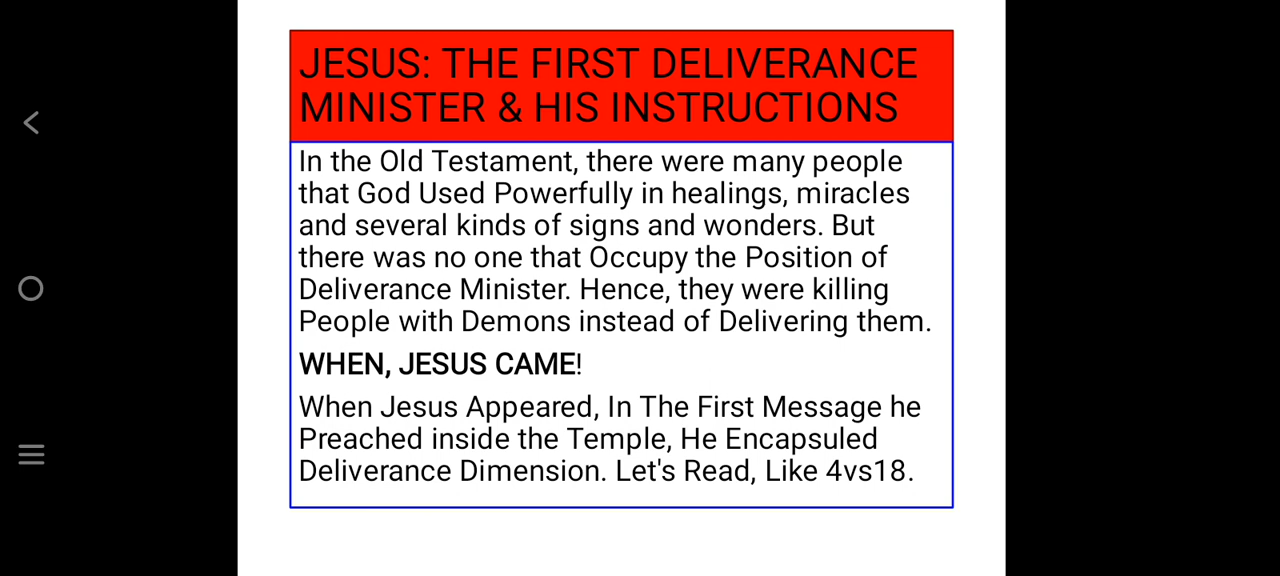 JESUS: THE FIRST DELIVERANCE
MINISTER & HIS INSTRUCTIONS
In the Old Testament, there were many people
that God Used Powerfully in healings, miracles
and several kinds of signs and wonders. But
there was no one that Occupy the Position of
Deliverance Minister. Hence, they were killing
People with Demons instead of Delivering them.
WHEN, JESUS CAME!
When Jesus Appeared, In The First Message he
Preached inside the Temple, He Encapsuled
Deliverance Dimension. Let's Read, Like 4vs18.